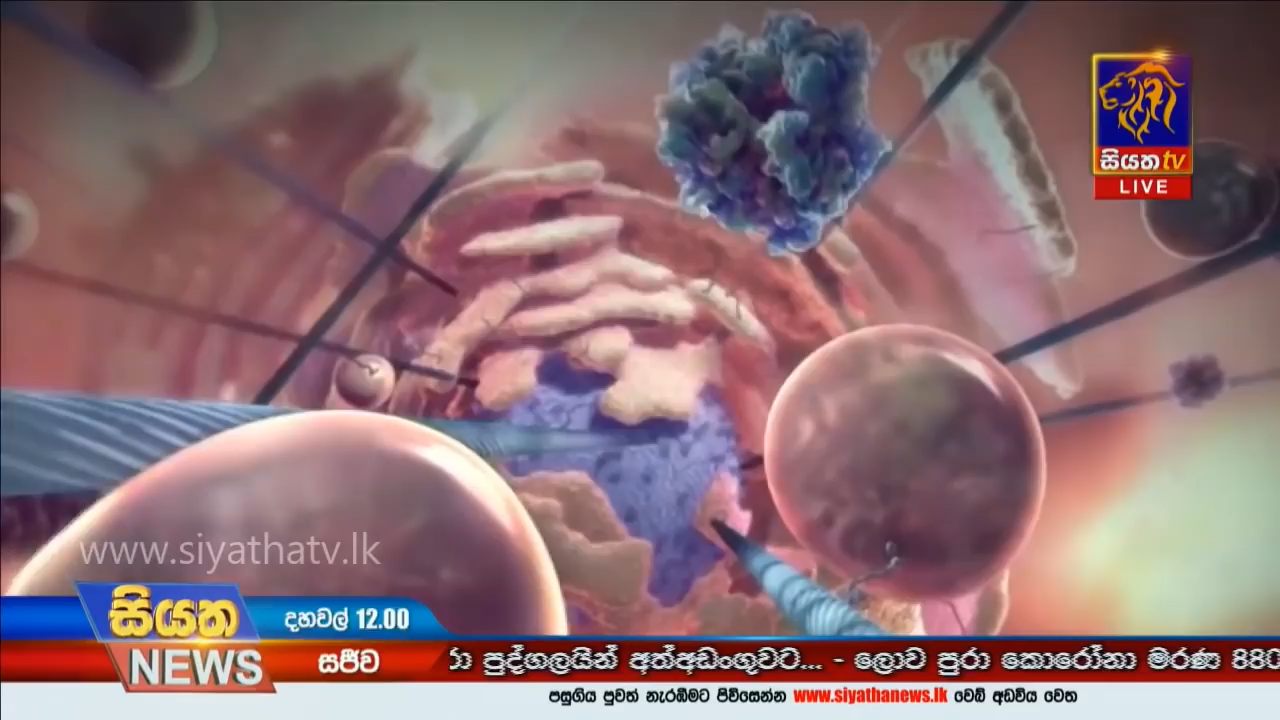 සියත tv
LIVE
www.siyathatv.lk
සියත
දහවල් 12.00
NEWS
සජීව
පුද්ගලයින් අත්අඩංගුවට... - ලොව පුරා කොරෝනා මරණ 880
පසුගිය පුවත් නැරඹීමට පිවිසෙන්න www.siyathanews.lk වෙබ් අඩවිය වෙත